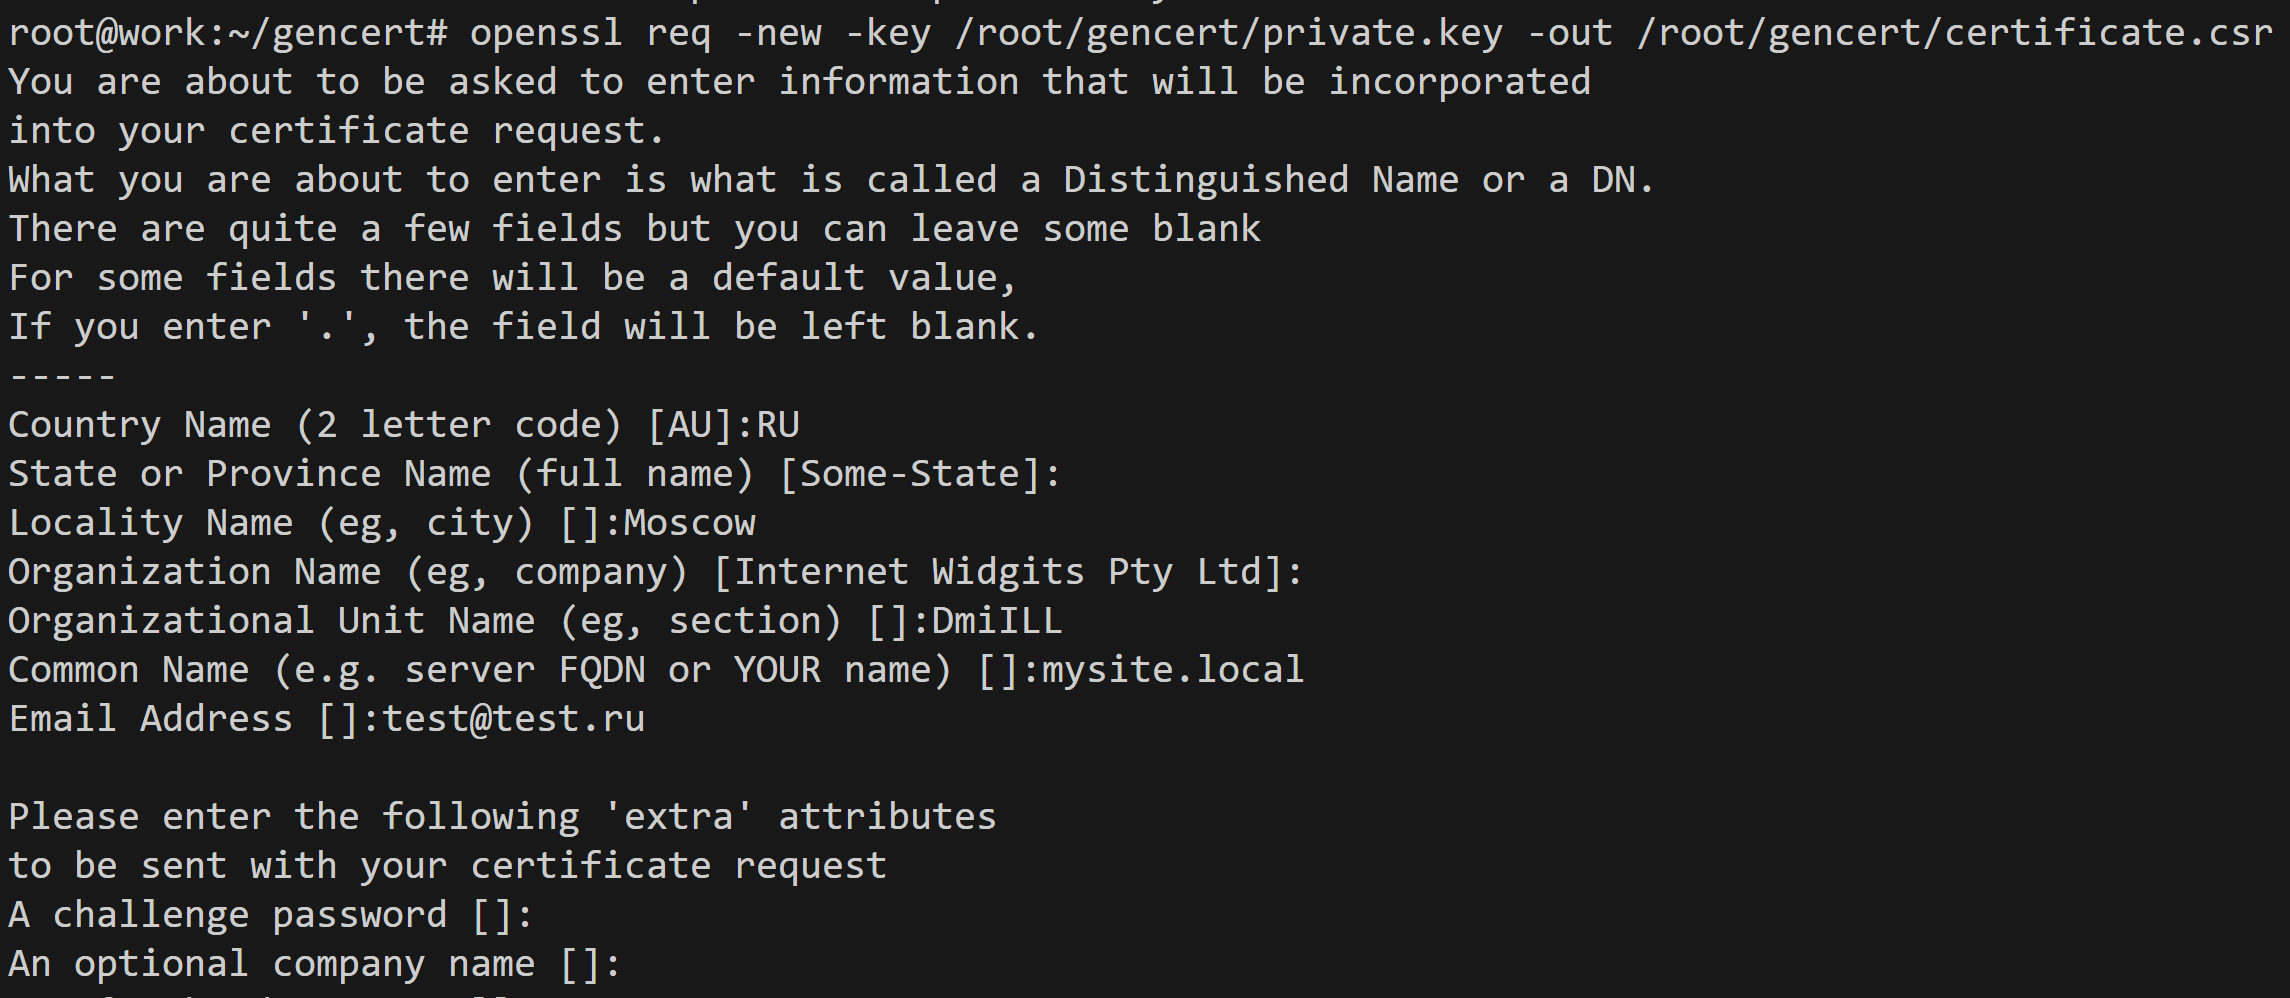 root@work:~/gencert# openssl req -new -key /root/gencert/private.key -out /root/gencert/certificate.csr
You are about to be asked to enter information that will be incorporated
into your certificate request.
What you are about to enter is what is called a Distinguished Name or a DN.
There are quite a few fields but you can leave some blank
For some fields there will be a default value,
If you enter '.', the field will be left blank.
-----
Country Name (2 letter code) [AU]:RU
State or Province Name (full name) [Some-State]:
Locality Name (eg, city) []:Moscow
Organization Name (eg, company) [Internet Widgits Pty Ltd]:
Organizational Unit Name (eg, section) []:DmiILL
Common Name (e.g. server FQDN or YOUR name) []:mysite.local
Email Address []:test@test.ru

Please enter the following 'extra' attributes
to be sent with your certificate request
A challenge password []:
An optional company name []: